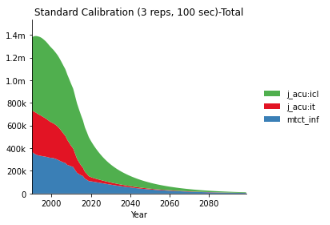 Standard Calibration (3 reps, 100 sec)-Total
1.4m
1.2m
1.0m
800k
600k
400k
200k
0
2000 2020 2040 2060 2080
Year
j_acu:icl
j_acu:it
mtct_inf